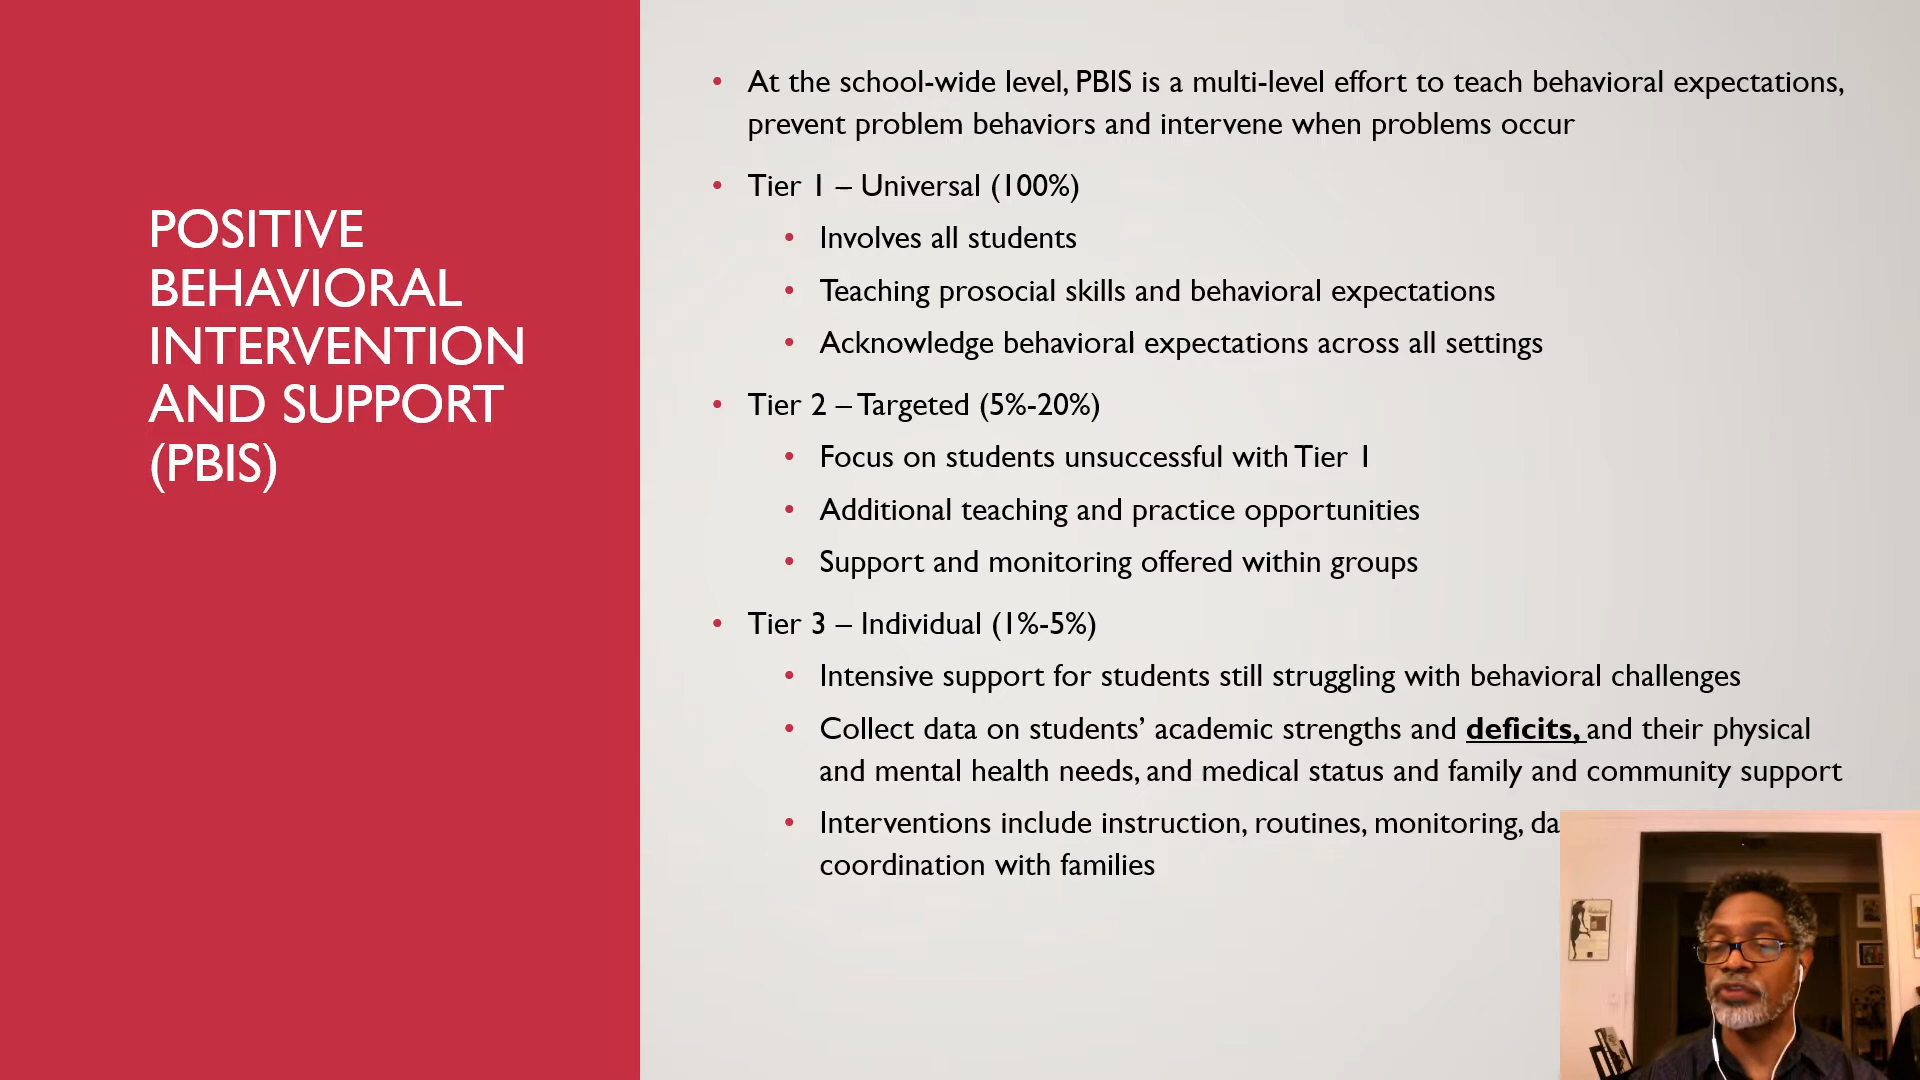 POSITIVE
BEHAVIORAL
INTERVENTION
AND SUPPORT
(PBIS)
• At the school-wide level, PBIS is a multi-level effort to teach behavioral expectations,
prevent problem behaviors and intervene when problems occur
• Tier 1 – Universal (100%)
• Involves all students
• Teaching prosocial skills and behavioral expectations
• Acknowledge behavioral expectations across all settings
• Tier 2 – Targeted (5%-20%)
• Focus on students unsuccessful with Tier 1
• Additional teaching and practice opportunities
• Support and monitoring offered within groups
• Tier 3 – Individual (1%-5%)
• Intensive support for students still struggling with behavioral challenges
• Collect data on students’ academic strengths and deficits, and their physical
and mental health needs, and medical status and family and community support
• Interventions include instruction, routines, monitoring,
coordination with families